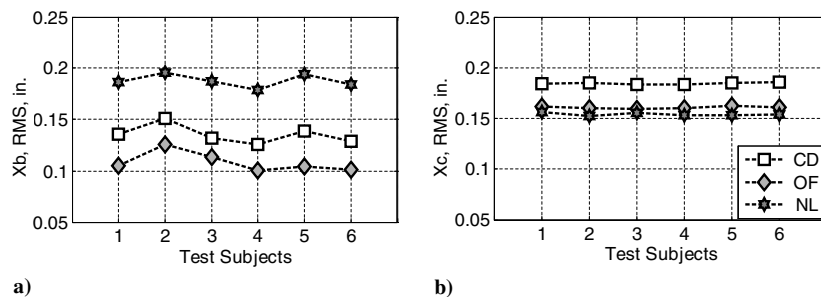 0.25
0.2
0.15
0.1
0.05
Xb, RMS, in.
1 2 3 4 5 6
Test Subjects
a)
0.25
0.2
0.15
0.1
0.05
Xc, RMS, in.
1 2 3 4 5 6
Test Subjects
CD
OF
NL
b)